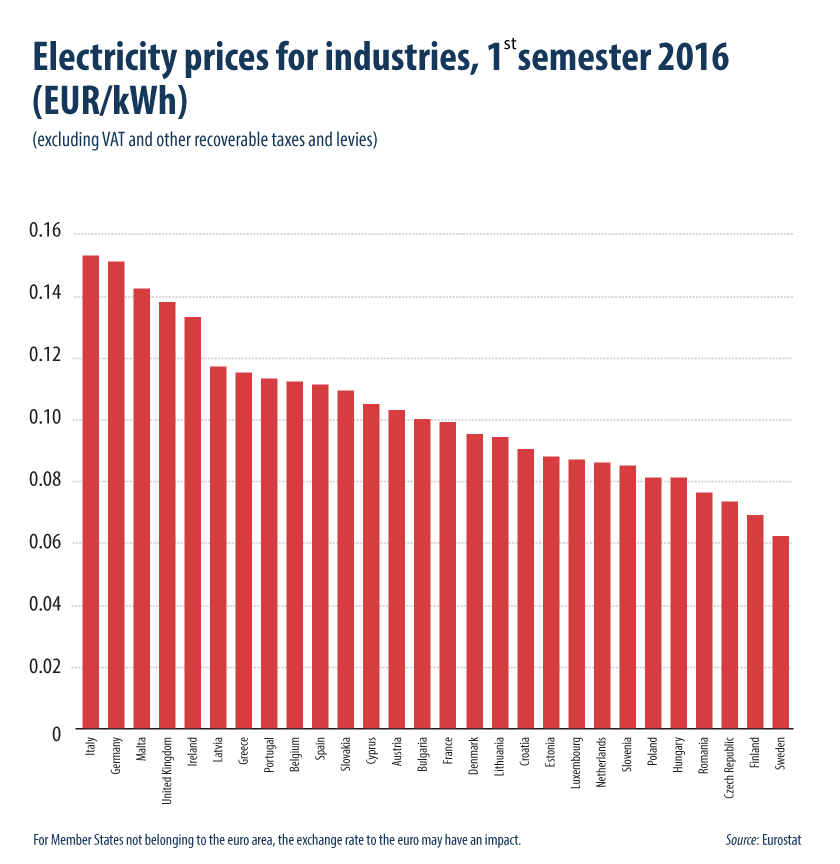 Electricity prices for industries, 1st semester 2016
(EUR/kWh)
(excluding VAT and other recoverable taxes and levies)
0.16
0.14
0.12
0.10
0.08
0.06
0.04
0.02
0
Italy
Germany
Malta
United Kingdom
Ireland
Latvia
Greece
Portugal
Belgium
Spain
Slovakia
Cyprus
Austria
Bulgaria
France
Denmark
Lithuania
Croatia
Estonia
Luxembourg
Netherlands
Slovenia
Poland
Hungary
Romania
Czech Republic
Finland
Sweden
For Member States not belonging to the euro area, the exchange rate to the euro may have an impact.
Source: Eurostat